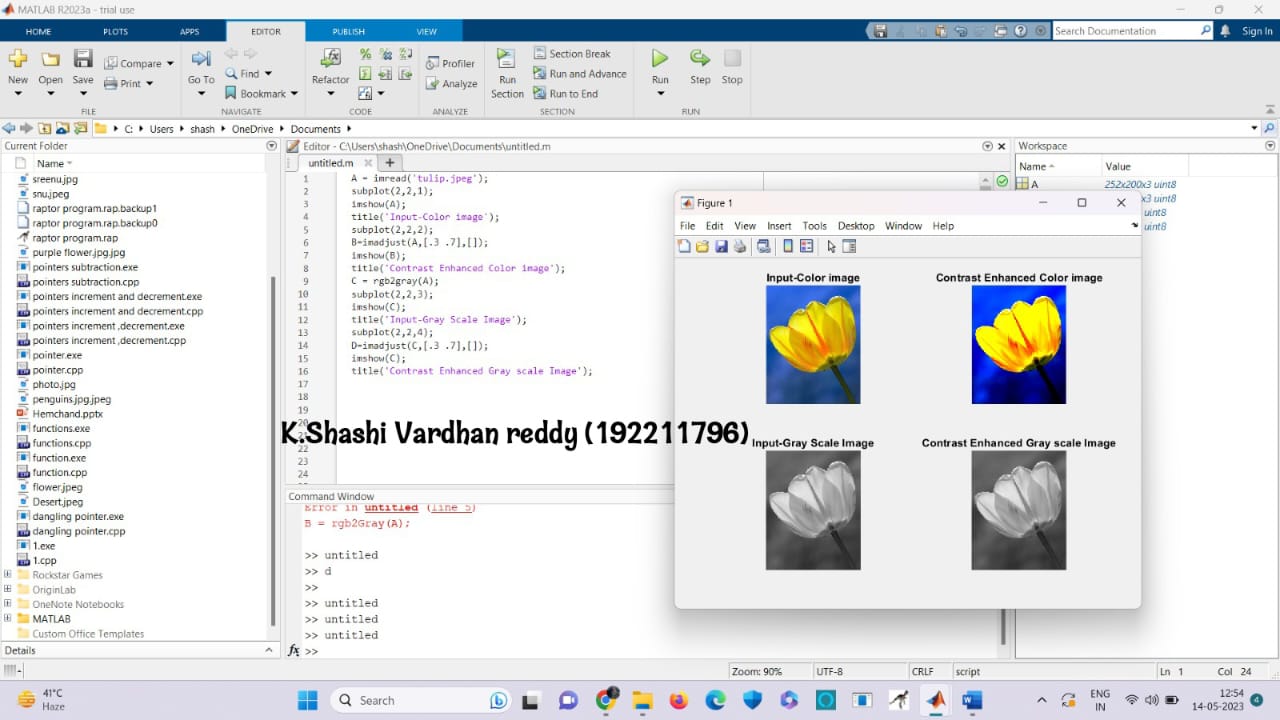 MATLAB R2023a - trial use
HOME PLOTS APPS EDITOR PUBLISH VIEW
Search Documentation Sign In
New Open Save Compare Print Go To Find Bookmark Refactor Profiler Analyze Run Section Section Break Run and Advance Run to End Run Step Stop
FILE NAVIGATE CODE ANALYZE SECTION RUN
C: Users shash OneDrive Documents
Current Folder
Name
sreenu.jpg
snu.jpeg
raptor program.rap.backup1
raptor program.rap.backup0
raptor program.rap
purple flower.jpg.jpg
pointers subtraction.exe
pointers subtraction.cpp
pointers increment and decrement.exe
pointers increment and decrement.cpp
pointers increment ,decrement.exe
pointers increment ,decrement.cpp
pointer.exe
pointer.cpp
photo.jpg
penguins.jpg.jpeg
Hemchand.pptx
functions.exe
functions.cpp
function.exe
function.cpp
flower.jpeg
Desert.jpeg
dangling pointer.exe
dangling pointer.cpp
1.exe
1.cpp
Rockstar Games
OriginLab
OneNote Notebooks
MATLAB
Custom Office Templates
Details
Editor - C:\Users\shash\OneDrive\Documents\untitled.m
untitled.m
1 A = imread('tulip.jpeg');
2 subplot(2,2,1);
3 imshow(A);
4 title('Input-Color image');
5 subplot(2,2,2);
6 B=imadjust(A,[.3 .7],[]);
7 imshow(B);
8 title('Contrast Enhanced Color image');
9 C = rgb2gray(A);
10 subplot(2,2,3);
11 imshow(C);
12 title('Input-Gray Scale Image');
13 subplot(2,2,4);
14 D=imadjust(C,[.3 .7],[]);
15 imshow(C);
16 title('Contrast Enhanced Gray scale Image');
17
18
19
K.Shashi Vardhan reddy (192211796)
22
23
24
Command Window
Error in untitled (line 5)
B = rgb2Gray(A);
>> untitled
>> d
>>
>> untitled
>> untitled
>> untitled
fx >>
Workspace
Name Value
A 252x200x3 uint8
x3 uint8
uint8
uint8
Figure 1
File Edit View Insert Tools Desktop Window Help
Input-Color image
Contrast Enhanced Color image
Input-Gray Scale Image
Contrast Enhanced Gray scale Image
Zoom: 90% UTF-8 CRLF script Ln 1 Col 24
41°C
Haze
Search
ENG
IN
12:54
14-05-2023
4